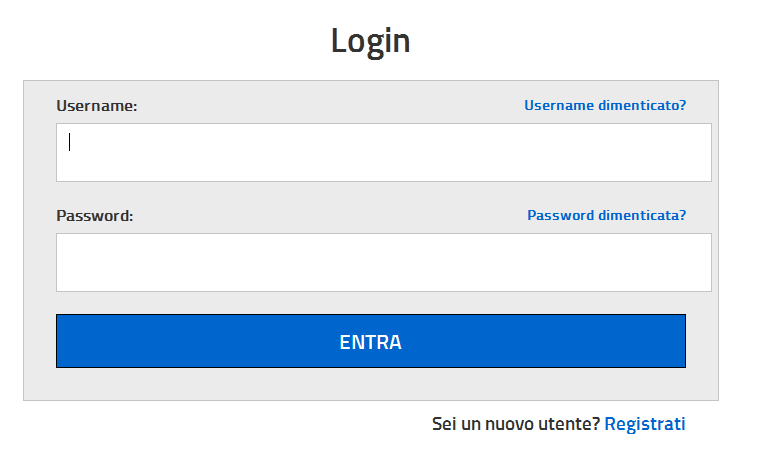 Login
Username: Username dimenticato?
Password: Password dimenticata?
ENTRA
Sei un nuovo utente? Registrati